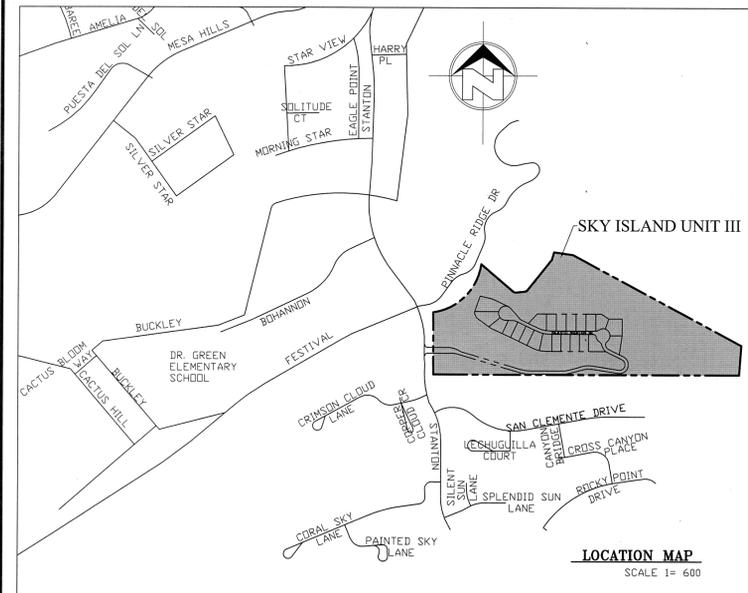 BAREE
AMELIA
DEL SOL
MESA HILLS
PUESTA DEL SOL LN
STAR VIEW
HARRY
PL
SOLITUDE
CT
EAGLE POINT
STANTON
SILVER STAR
SILVER STAR
MORNING STAR
N
PINNACLE RIDGE DR
SKY ISLAND UNIT III
BUCKLEY
BOHANNON
FESTIVAL
DR. GREEN
ELEMENTARY
SCHOOL
CACTUS BLOOM
WAY
BUCKLEY
CACTUS HILL
CRIMSON CLOUD
LANE
COPPER
CLOUD CR
STANTON
SAN CLEMENTE DRIVE
LECHUGUILLA
COURT
CANYON
BRIDGE
CROSS CANYON
PLACE
SILENT
SUN
LANE
SPLENDID SUN
LANE
ROCKY POINT
DRIVE
CORAL SKY
LANE
PAINTED SKY
LANE
LOCATION MAP
SCALE 1= 600